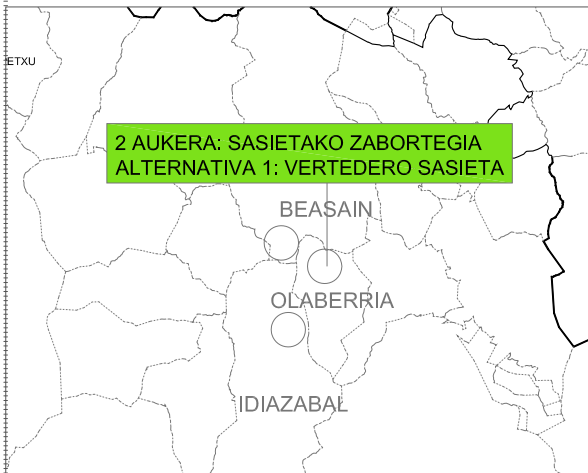 ETXU
2 AUKERA: SASIETAKO ZABORTEGIA
ALTERNATIVA 1: VERTEDERO SASIETA
BEASAIN
OLABERRIA
IDIAZABAL